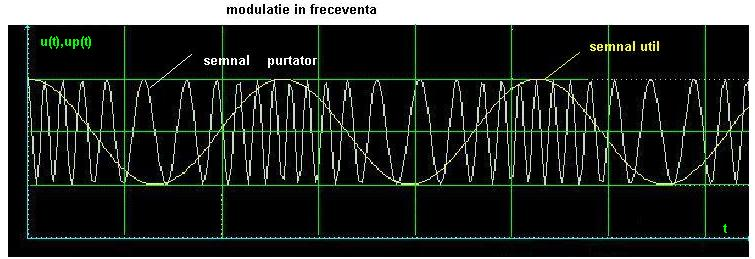 modulatie in freceventa
u(t),up(t)
semnal purtator
semnal util
t